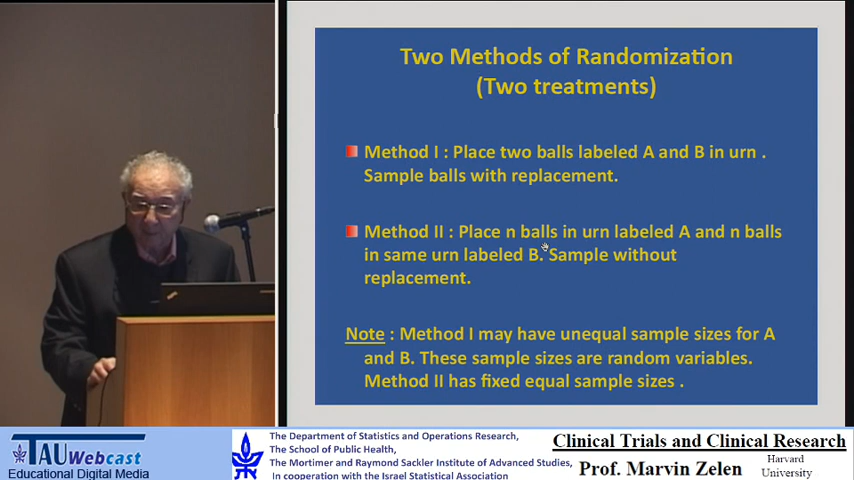 Two Methods of Randomization
(Two treatments)
Method I : Place two balls labeled A and B in urn .
Sample balls with replacement.
Method II : Place n balls in urn labeled A and n balls
in same urn labeled B. Sample without
replacement.
Note : Method I may have unequal sample sizes for A
and B. These sample sizes are random variables.
Method II has fixed equal sample sizes .
TAU Webcast
Educational Digital Media
The Department of Statistics and Operations Research,
The School of Public Health,
The Mortimer and Raymond Sackler Institute of Advanced Studies,
In cooperation with the Israel Statistical Association
Clinical Trials and Clinical Research
Prof. Marvin Zelen
Harvard
University